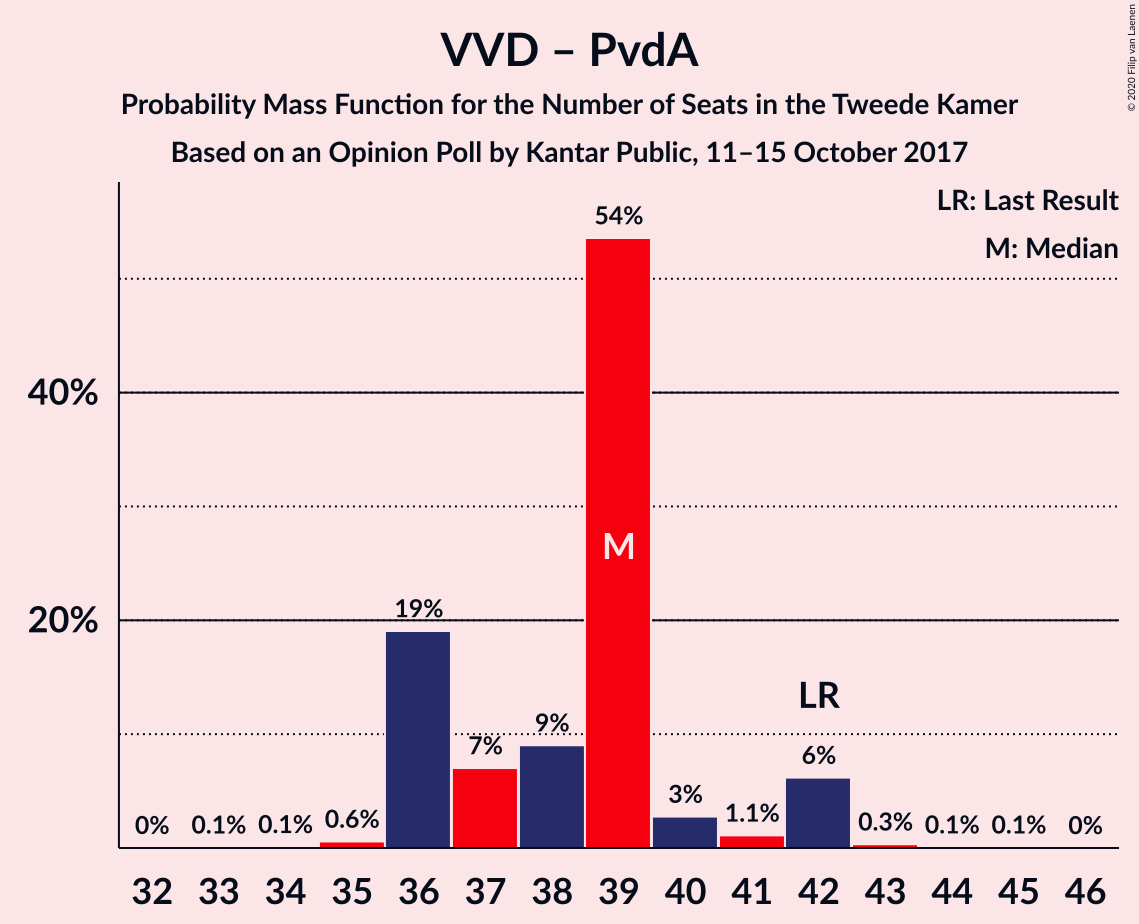 VVD – PvdA
Probability Mass Function for the Number of Seats in the Tweede Kamer
Based on an Opinion Poll by Kantar Public, 11–15 October 2017
© 2020 Filip van Laenen
LR: Last Result
M: Median
40%
20%
0% 0.1% 0.1% 0.6% 19% 7% 9% 54% 3% 1.1% 6% 0.3% 0.1% 0.1% 0%
M
LR
32 33 34 35 36 37 38 39 40 41 42 43 44 45 46